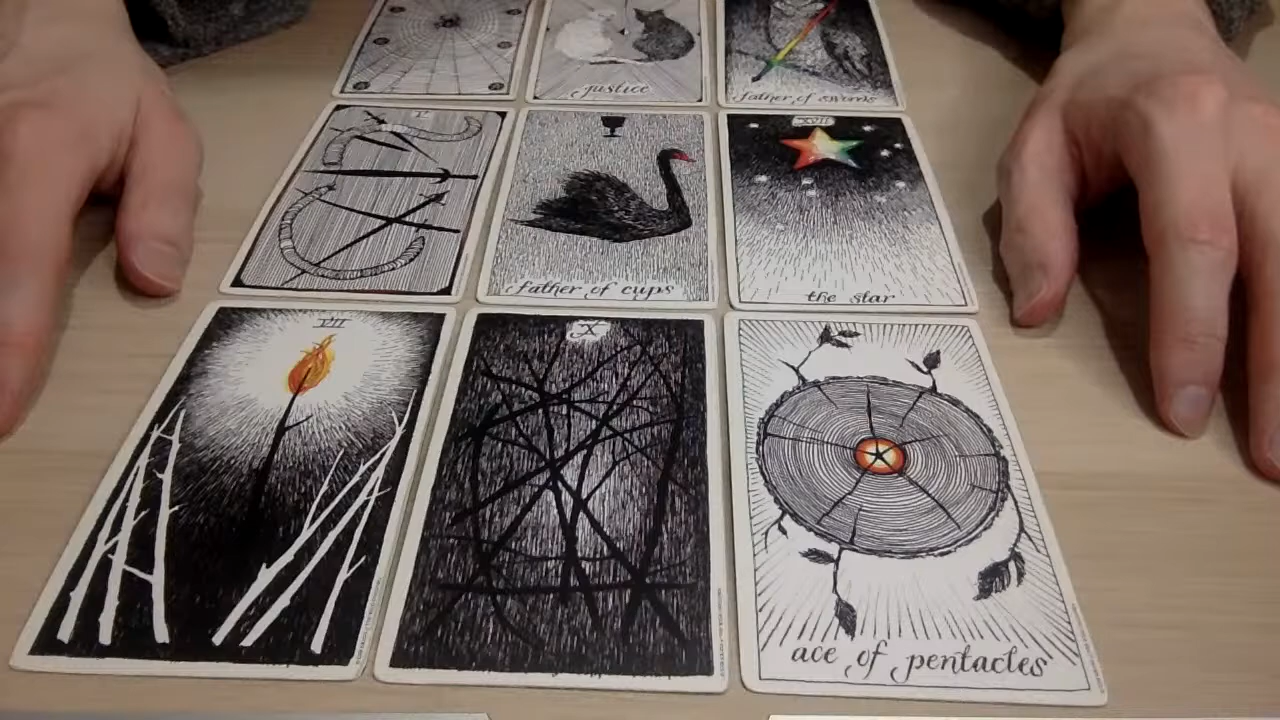 justice
father of swords
V
father of cups
XVII
the star
VII
X
ace of pentacles